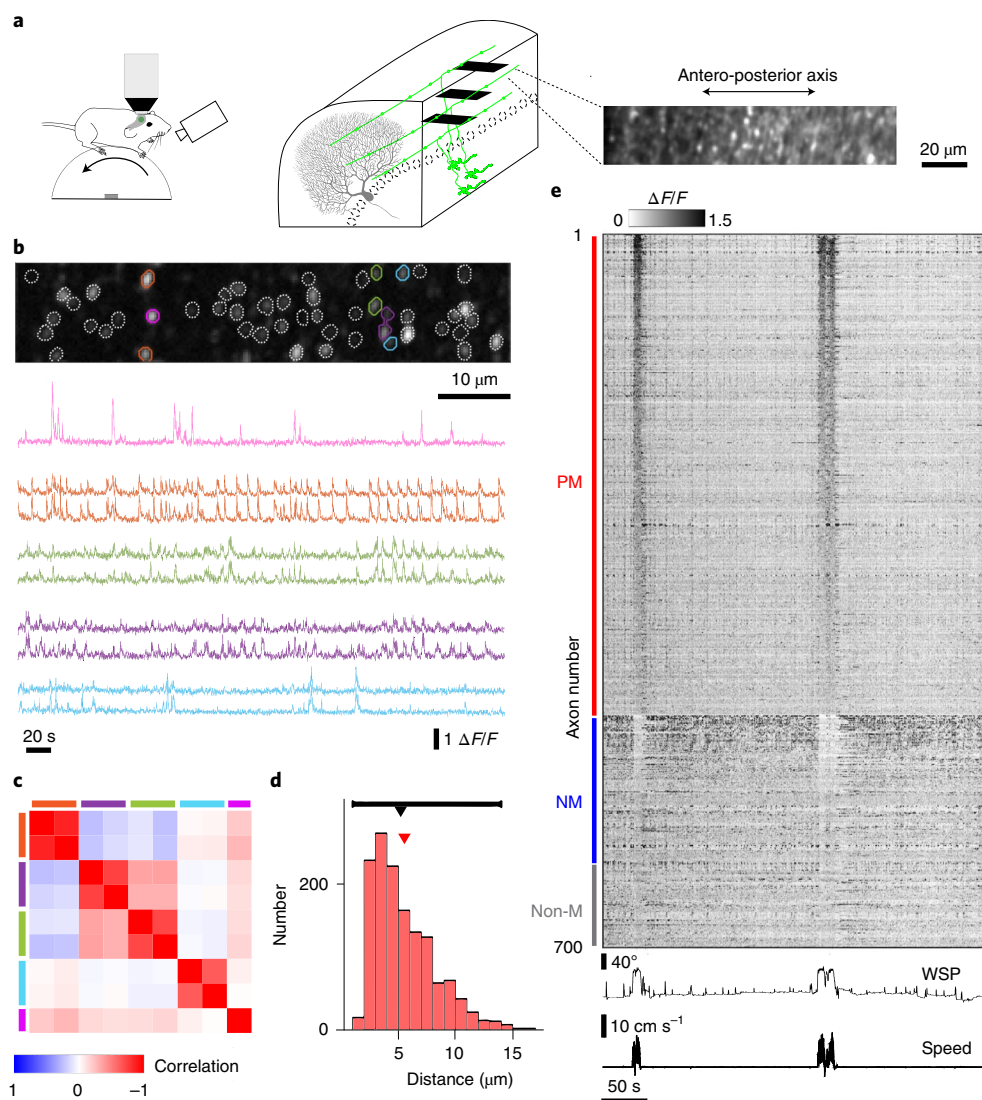 a
Antero-posterior axis
20 μm
b
10 μm
20 s
1 ΔF/F
c
Correlation
1 0 –1
d
Number
200
0
5 10 15
Distance (μm)
e
ΔF/F
0 1.5
1
PM
Axon number
NM
Non-M
700
40°
WSP
10 cm s⁻¹
Speed
50 s